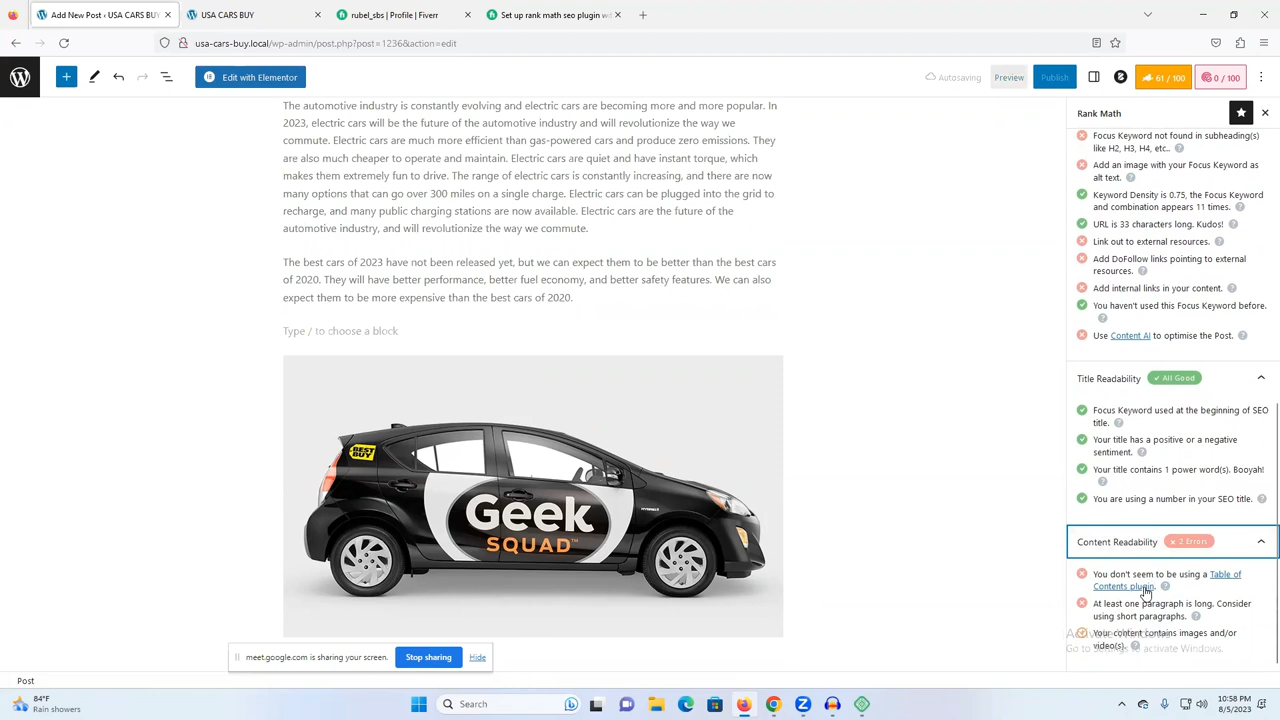 Add New Post ‹ USA CARS BUY
USA CARS BUY
rubel_sbs | Profile | Fiverr
Set up rank math seo plugin wit
usa-cars-buy.local/wp-admin/post.php?post=1236&action=edit
Edit with Elementor
Autosaving
Preview
Publish
61 / 100
0 / 100
The automotive industry is constantly evolving and electric cars are becoming more and more popular. In
2023, electric cars will be the future of the automotive industry and will revolutionize the way we
commute. Electric cars are much more efficient than gas-powered cars and produce zero emissions. They
are also much cheaper to operate and maintain. Electric cars are quiet and have instant torque, which
makes them extremely fun to drive. The range of electric cars is constantly increasing, and there are now
many options that can go over 300 miles on a single charge. Electric cars can be plugged into the grid to
recharge, and many public charging stations are now available. Electric cars are the future of the
automotive industry, and will revolutionize the way we commute.
The best cars of 2023 have not been released yet, but we can expect them to be better than the best cars
of 2020. They will have better performance, better fuel economy, and better safety features. We can also
expect them to be more expensive than the best cars of 2020.
Type / to choose a block
BEST
BUY
Geek
SQUAD™
meet.google.com is sharing your screen.
Stop sharing
Hide
Post
Rank Math
Focus Keyword not found in subheading(s)
like H2, H3, H4, etc..
Add an image with your Focus Keyword as
alt text.
Keyword Density is 0.75, the Focus Keyword
and combination appears 11 times.
URL is 33 characters long. Kudos!
Link out to external resources.
Add DoFollow links pointing to external
resources.
Add internal links in your content.
You haven't used this Focus Keyword before.
Use Content AI to optimise the Post.
Title Readability
All Good
Focus Keyword used at the beginning of SEO
title.
Your title has a positive or a negative
sentiment.
Your title contains 1 power word(s). Booyah!
You are using a number in your SEO title.
Content Readability
2 Errors
You don't seem to be using a Table of
Contents plugin.
At least one paragraph is long. Consider
using short paragraphs.
Your content contains images and/or
video(s).
Activate Windows
Go to Settings to activate Windows.
84°F
Rain showers
Search
10:58 PM
8/5/2023